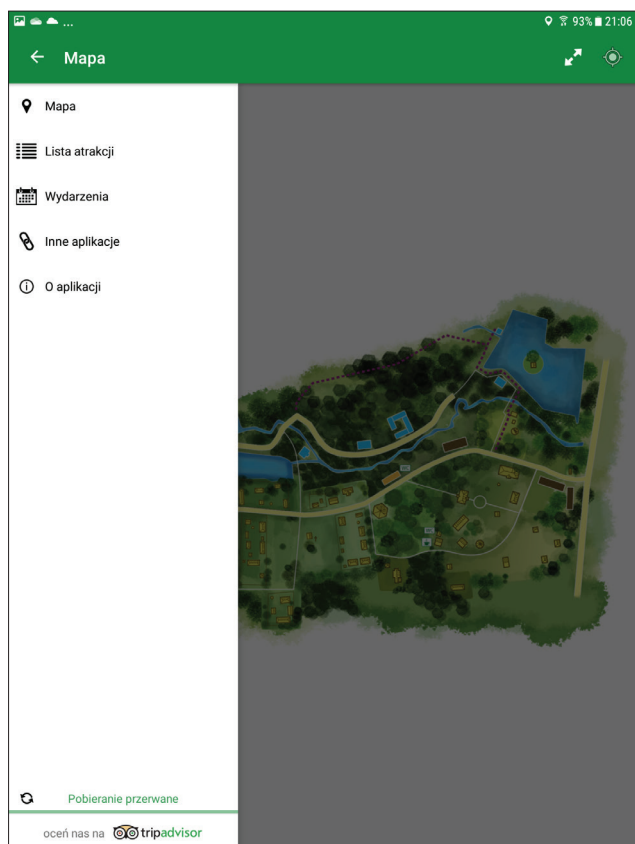 ... 93% 21:06
Mapa
Mapa
Lista atrakcji
Wydarzenia
Inne aplikacje
O aplikacji
Pobieranie przerwane
oceń nas na tripadvisor